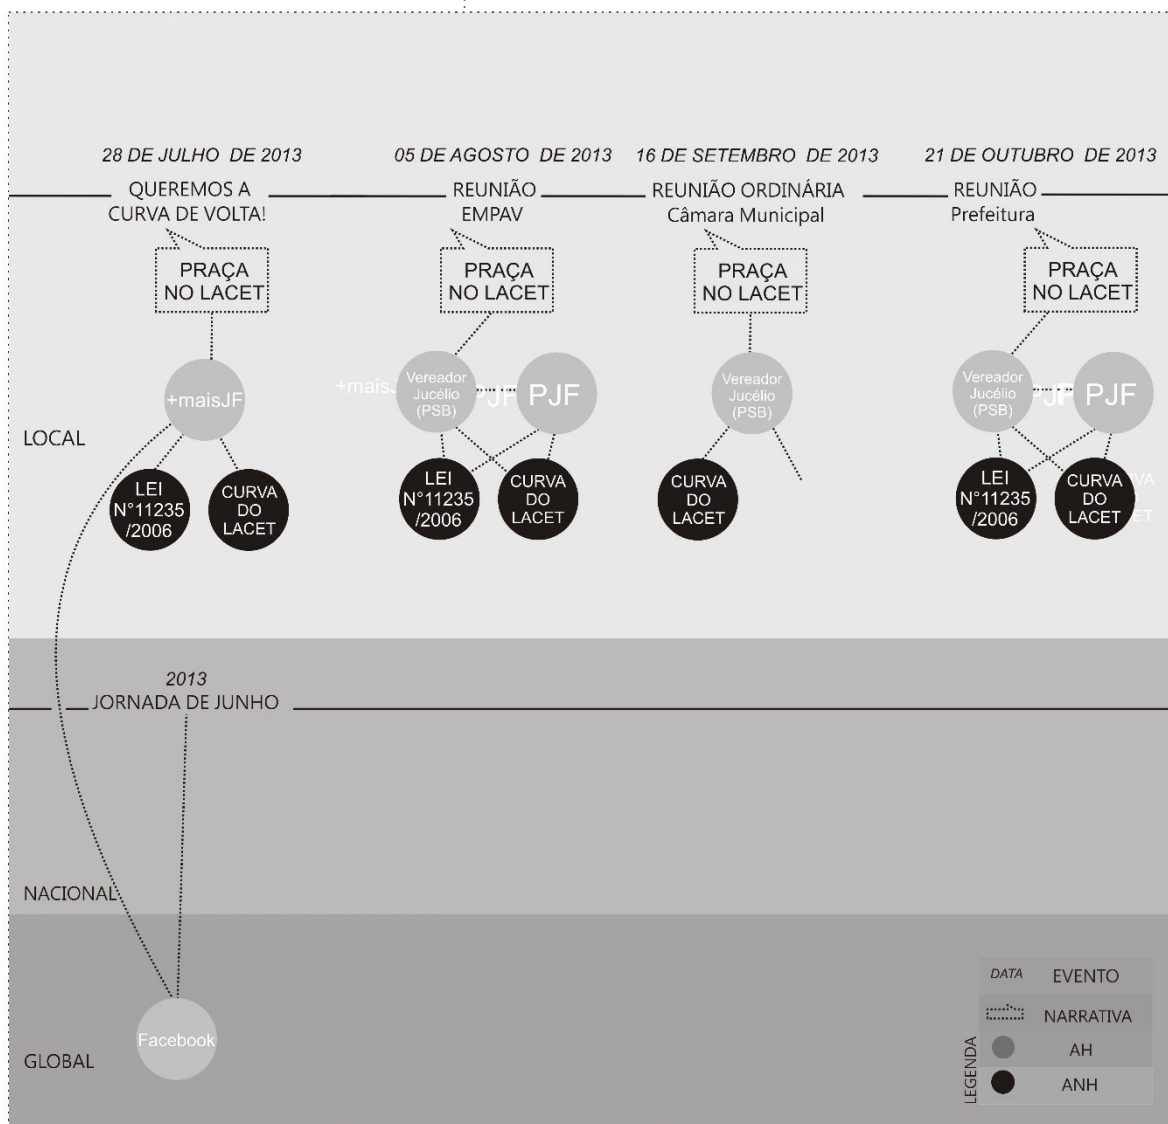 28 DE JULHO DE 2013
QUEREMOS A
CURVA DE VOLTA!
PRAÇA
NO LACET
+maisJF
LEI
N°11235
/2006
CURVA
DO
LACET
05 DE AGOSTO DE 2013
REUNIÃO
EMPAV
PRAÇA
NO LACET
+maisJ
Vereador
Jucélio
(PSB)
PJF
PJF
LEI
N°11235
/2006
CURVA
DO
LACET
16 DE SETEMBRO DE 2013
REUNIÃO ORDINÁRIA
Câmara Municipal
PRAÇA
NO LACET
Vereador
Jucélio
(PSB)
CURVA
DO
LACET
21 DE OUTUBRO DE 2013
REUNIÃO
Prefeitura
PRAÇA
NO LACET
Vereador
Jucélio
(PSB)
PJF
LEI
N°11235
/2006
CURVA
DO
LACET
LOCAL
2013
JORNADA DE JUNHO
NACIONAL
Facebook
GLOBAL
LEGENDA
DATA EVENTO
NARRATIVA
AH
ANH